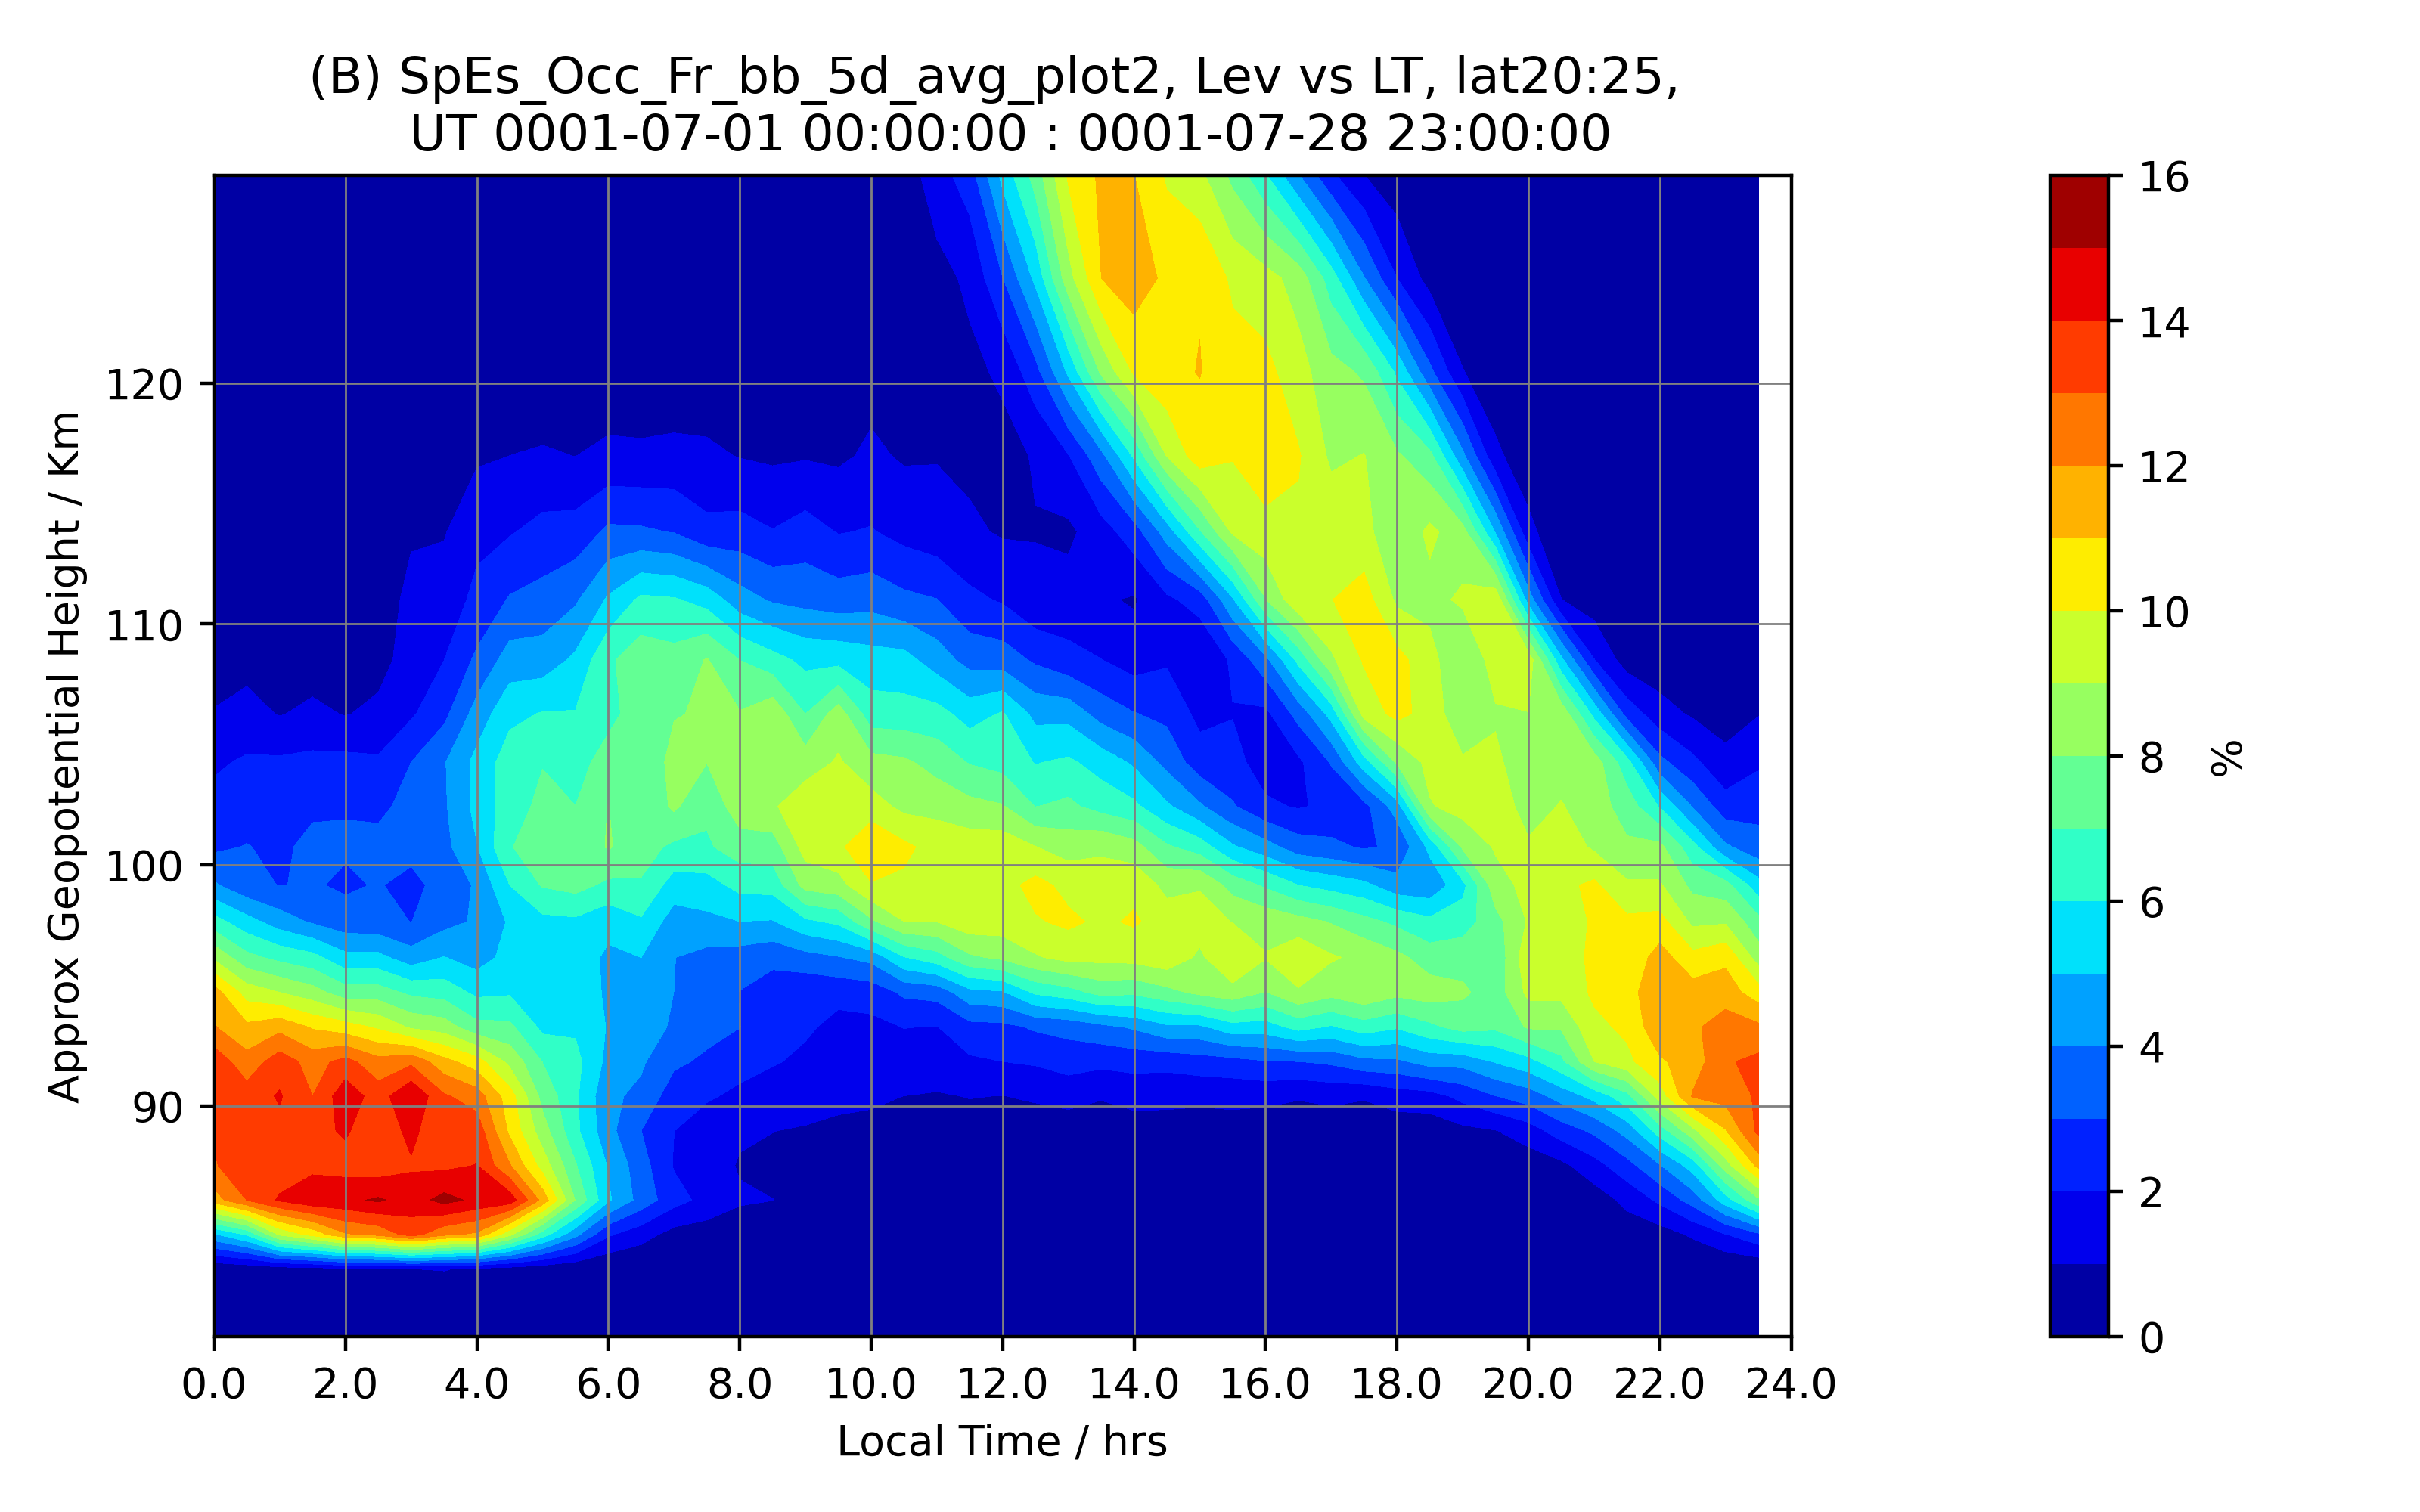 (B) SpEs_Occ_Fr_bb_5d_avg_plot2, Lev vs LT, lat20:25,
UT 0001-07-01 00:00:00 : 0001-07-28 23:00:00
Approx Geopotential Height / Km
120
110
100
90
0.0 2.0 4.0 6.0 8.0 10.0 12.0 14.0 16.0 18.0 20.0 22.0 24.0
Local Time / hrs
16
14
12
10
8
6
4
2
0
%